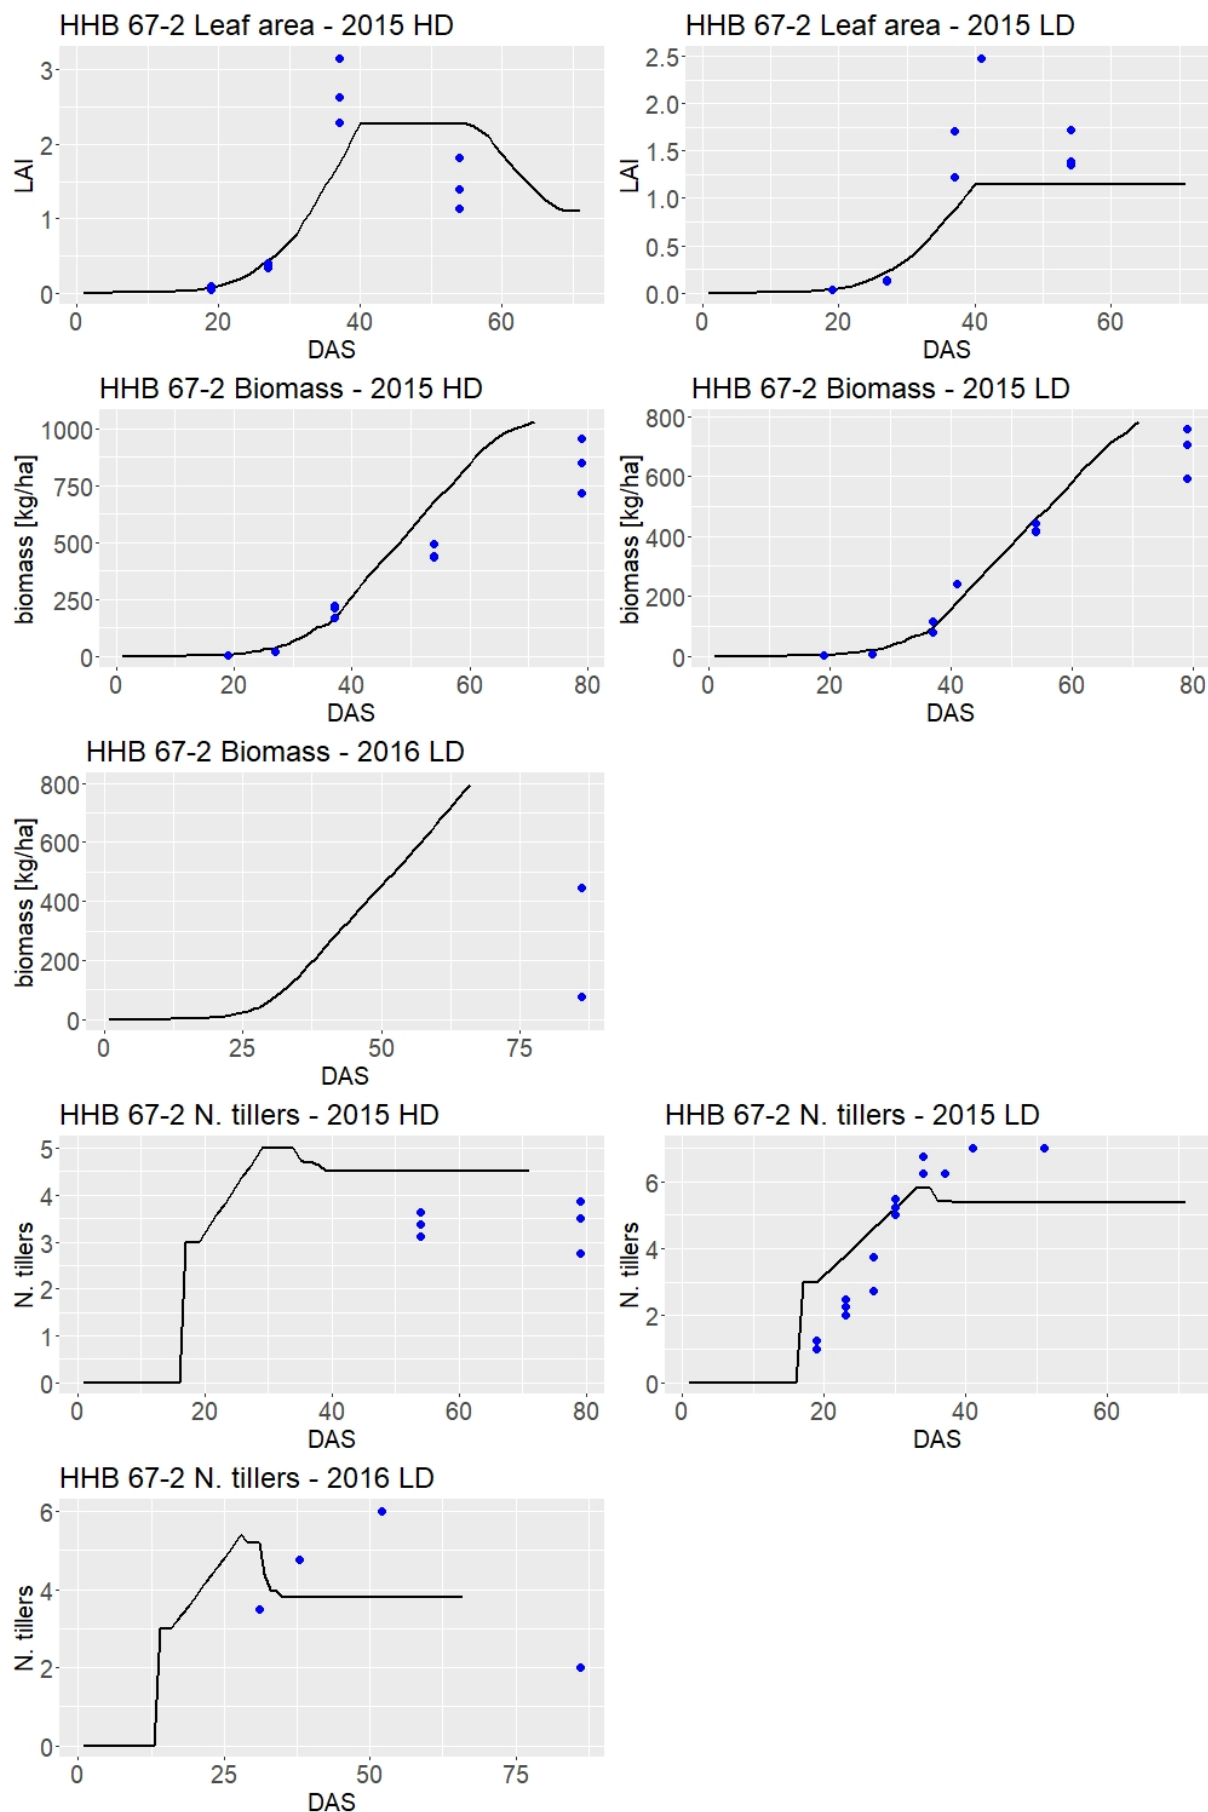 HHB 67-2 Leaf area - 2015 HD
3
2
1
0
LAI
0 20 40 60
DAS
HHB 67-2 Leaf area - 2015 LD
2.5
2.0
1.5
1.0
0.5
0.0
LAI
0 20 40 60
DAS
HHB 67-2 Biomass - 2015 HD
1000
750
500
250
0
biomass [kg/ha]
0 20 40 60 80
DAS
HHB 67-2 Biomass - 2015 LD
800
600
400
200
0
biomass [kg/ha]
0 20 40 60 80
DAS
HHB 67-2 Biomass - 2016 LD
800
600
400
200
0
biomass [kg/ha]
0 25 50 75
DAS
HHB 67-2 N. tillers - 2015 HD
5
4
3
2
1
0
N. tillers
0 20 40 60 80
DAS
HHB 67-2 N. tillers - 2015 LD
6
4
2
0
N. tillers
0 20 40 60
DAS
HHB 67-2 N. tillers - 2016 LD
6
4
2
0
N. tillers
0 25 50 75
DAS